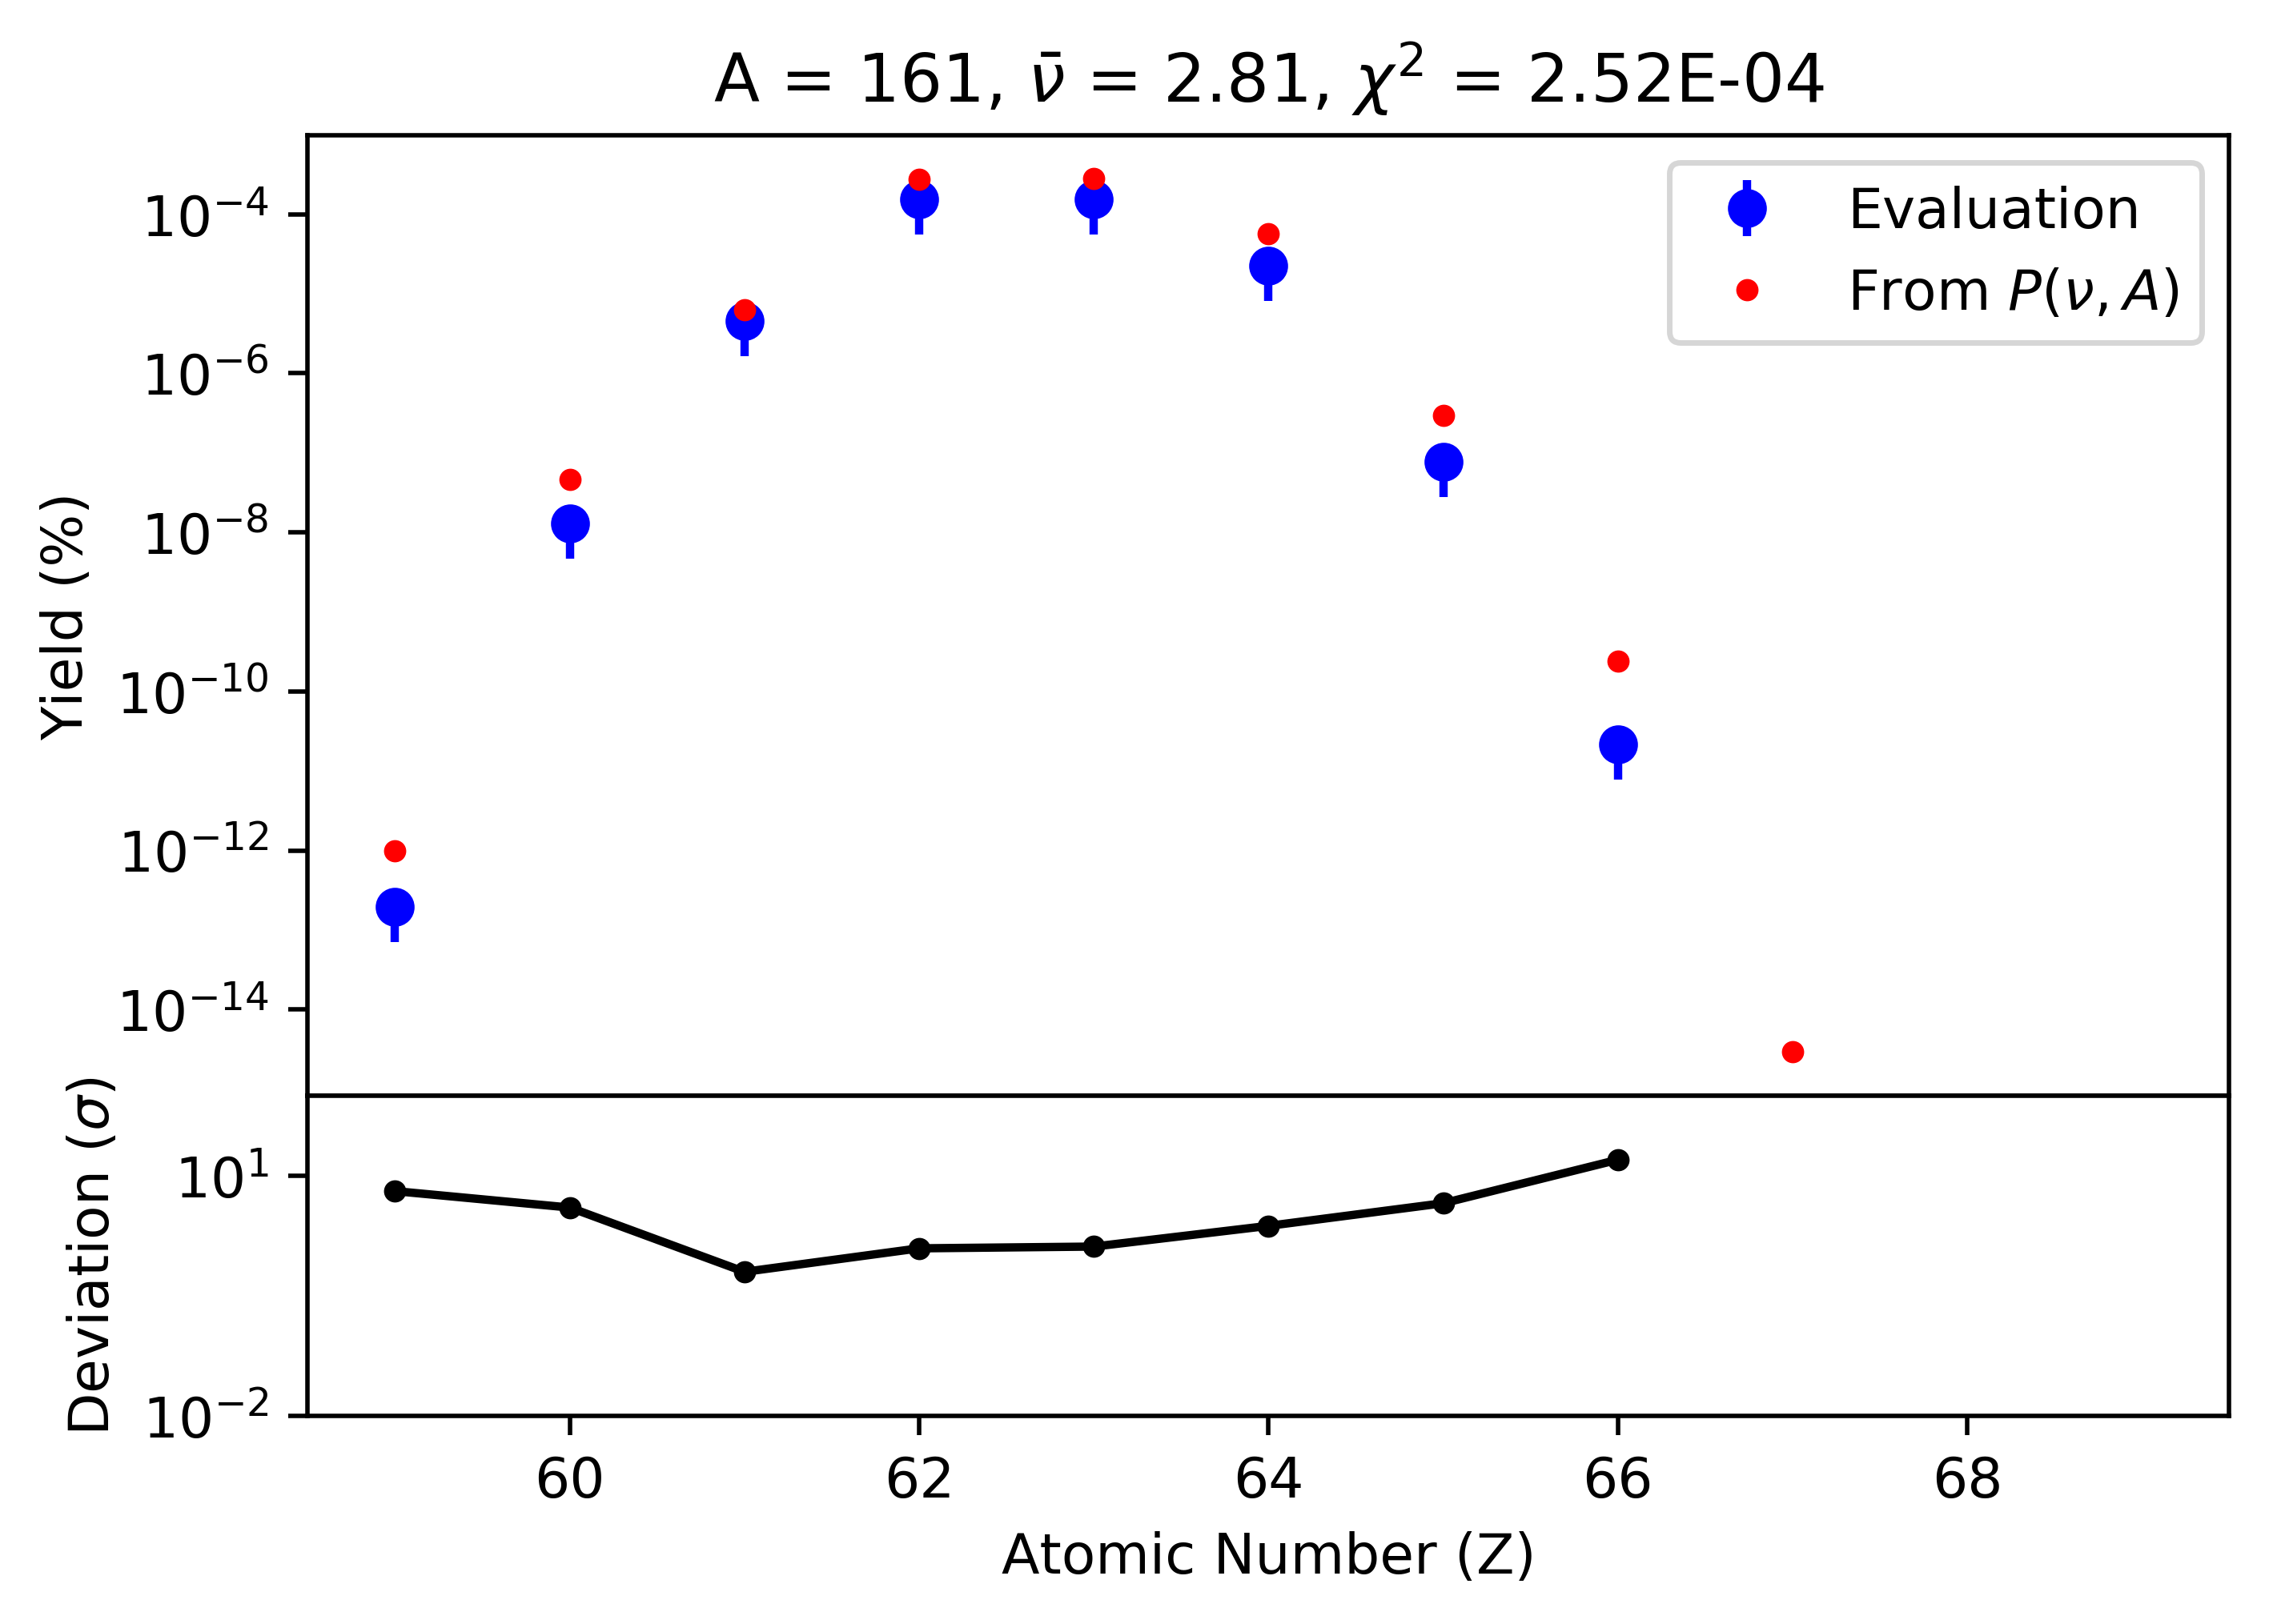 A = 161, ν̄ = 2.81, χ² = 2.52E-04
Evaluation
From P(ν, A)
Yield (%)
10⁻⁴
10⁻⁶
10⁻⁸
10⁻¹⁰
10⁻¹²
10⁻¹⁴
Deviation (σ)
10¹
10⁻²
60 62 64 66 68
Atomic Number (Z)